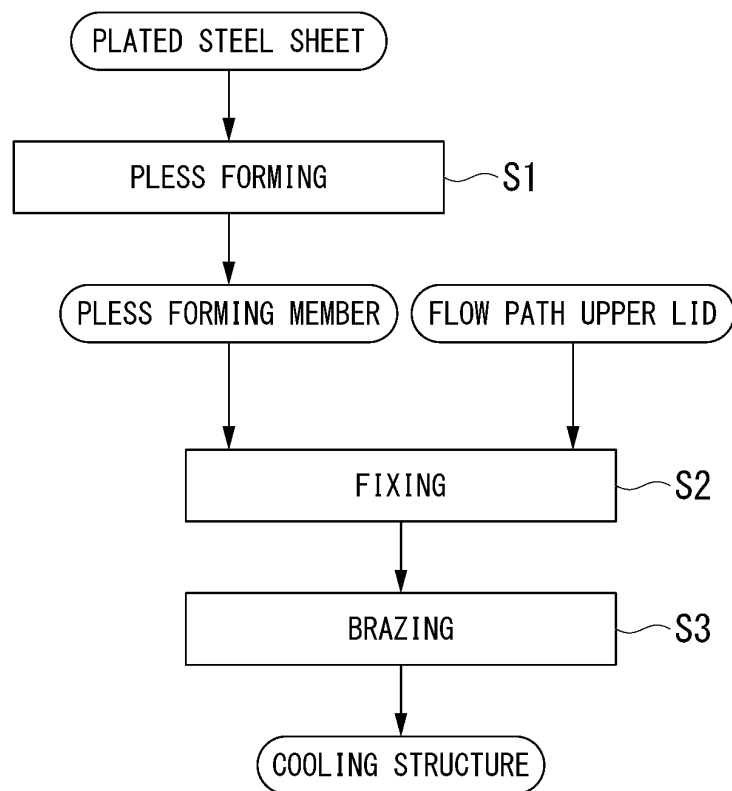 PLATED STEEL SHEET
PLESS FORMING
S1
PLESS FORMING MEMBER
FLOW PATH UPPER LID
FIXING
S2
BRAZING
S3
COOLING STRUCTURE